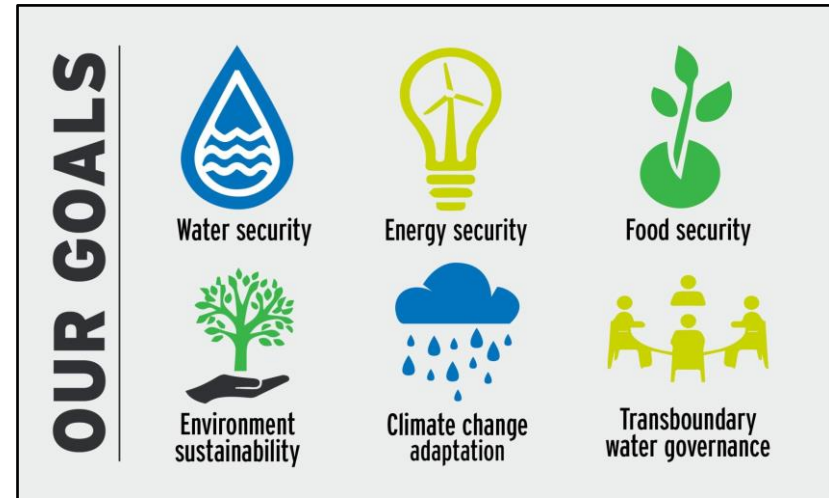 OUR GOALS
Water security
Energy security
Food security
Environment
sustainability
Climate change
adaptation
Transboundary
water governance